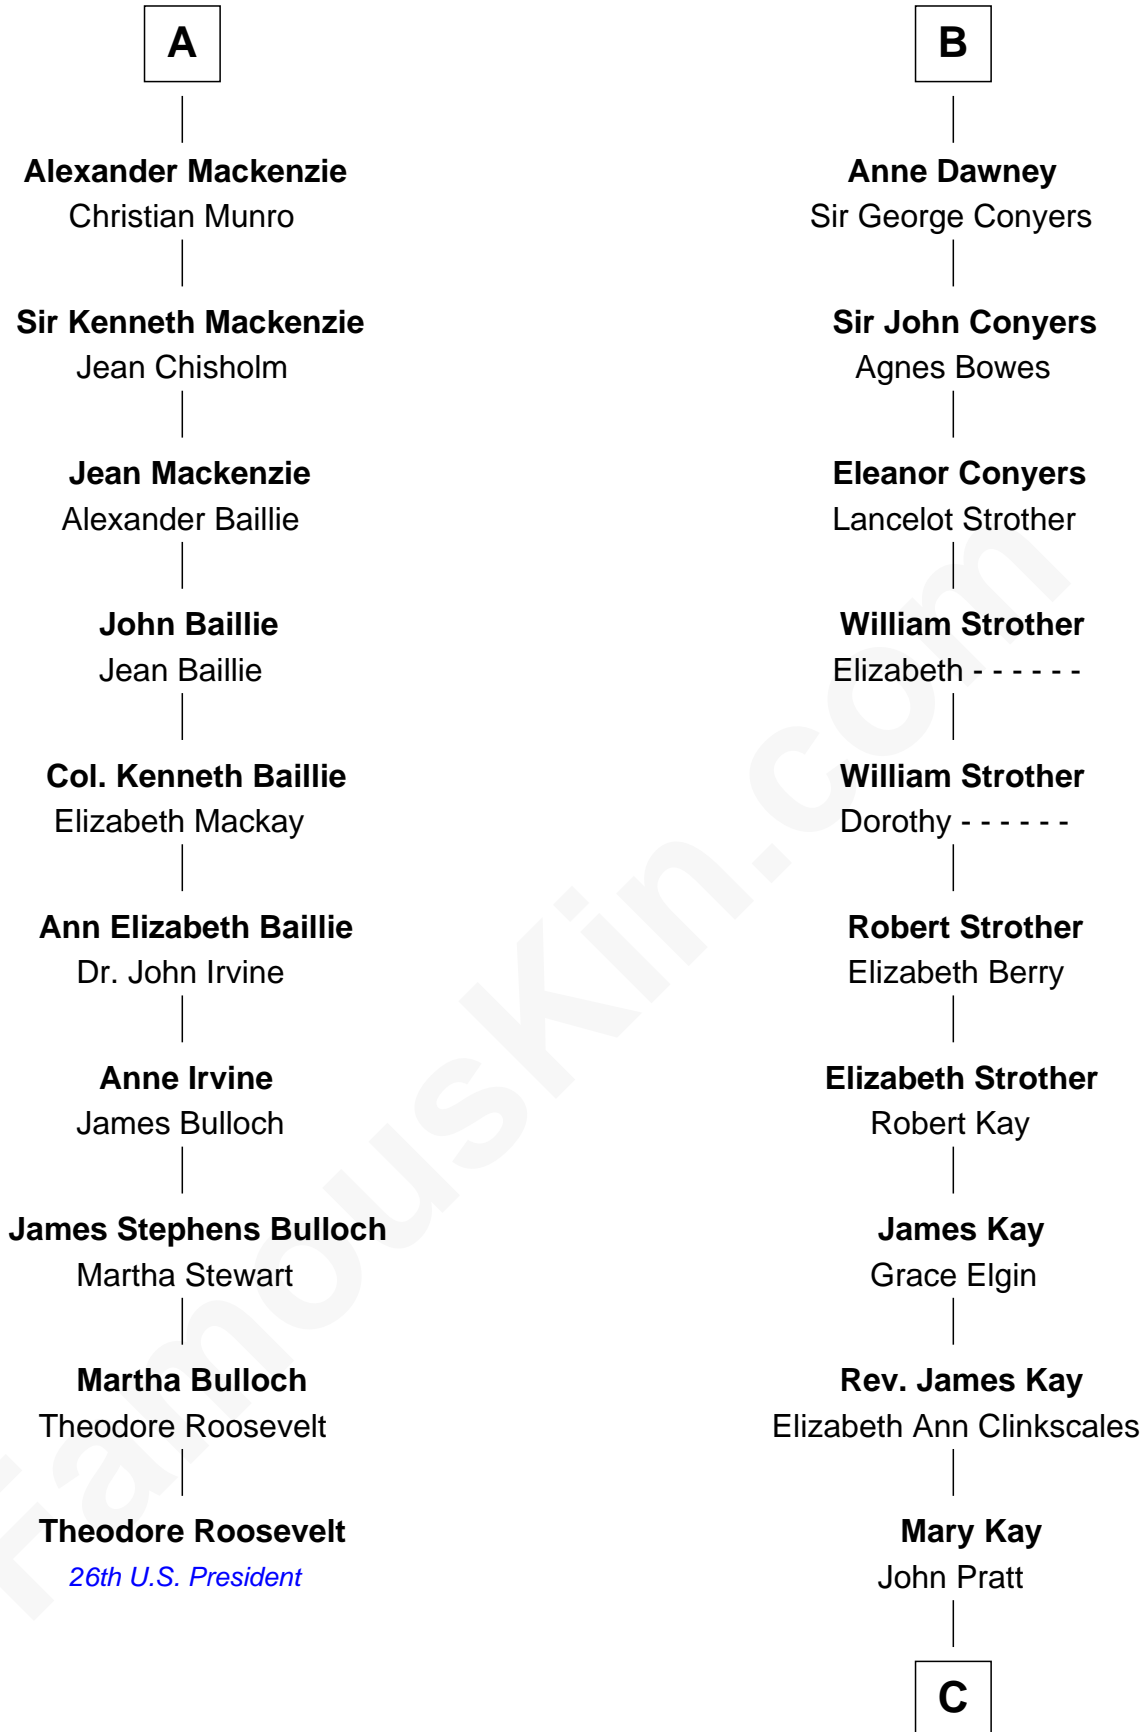 A
Alexander Mackenzie
Christian Munro
Sir Kenneth Mackenzie
Jean Chisholm
Jean Mackenzie
Alexander Baillie
John Baillie
Jean Baillie
Col. Kenneth Baillie
Elizabeth Mackay
Ann Elizabeth Baillie
Dr. John Irvine
Anne Irvine
James Bulloch
James Stephens Bulloch
Martha Stewart
Martha Bulloch
Theodore Roosevelt
Theodore Roosevelt
26th U.S. President
B
Anne Dawney
Sir George Conyers
Sir John Conyers
Agnes Bowes
Eleanor Conyers
Lancelot Strother
William Strother
Elizabeth - - - - - -
William Strother
Dorothy - - - - - -
Robert Strother
Elizabeth Berry
Elizabeth Strother
Robert Kay
James Kay
Grace Elgin
Rev. James Kay
Elizabeth Ann Clinkscales
Mary Kay
John Pratt
C
FamousKin.com